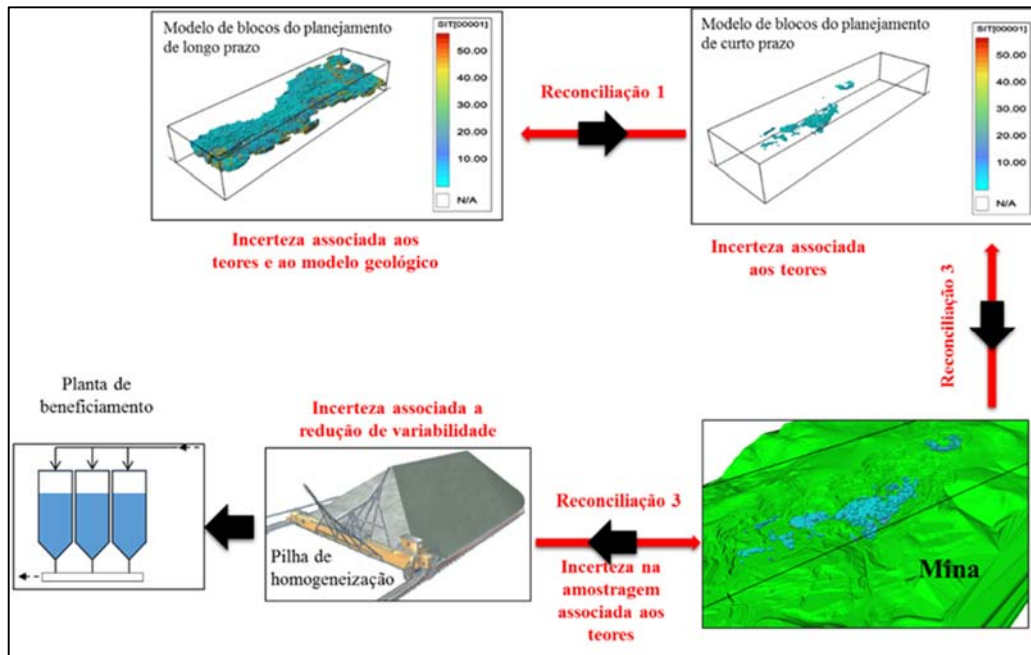 Modelo de blocos do planejamento
de longo prazo
SIT[00001]
50.00
40.00
30.00
20.00
10.00
N/A
Incerteza associada aos
teores e ao modelo geológico
Reconciliação 1
Modelo de blocos do planejamento
de curto prazo
SIT[00001]
50.00
40.00
30.00
20.00
10.00
N/A
Incerteza associada
aos teores
Reconciliação 3
Mina
Reconciliação 3
Incerteza na
amostragem
associada aos
teores
Incerteza associada a
redução de variabilidade
Pilha de
homogeneização
Planta de
beneficiamento